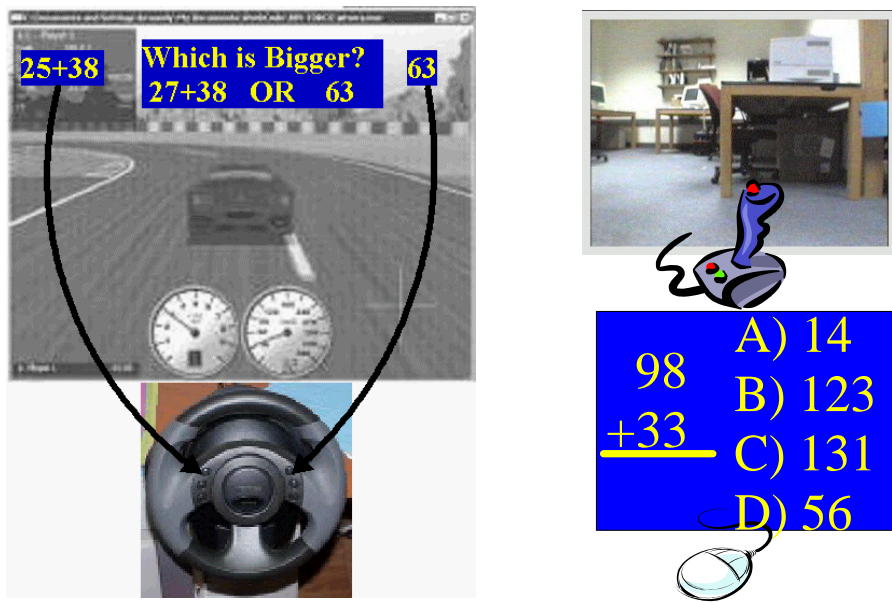 25+38
Which is Bigger?
27+38 OR 63
63
98
+33
A) 14
B) 123
C) 131
D) 56